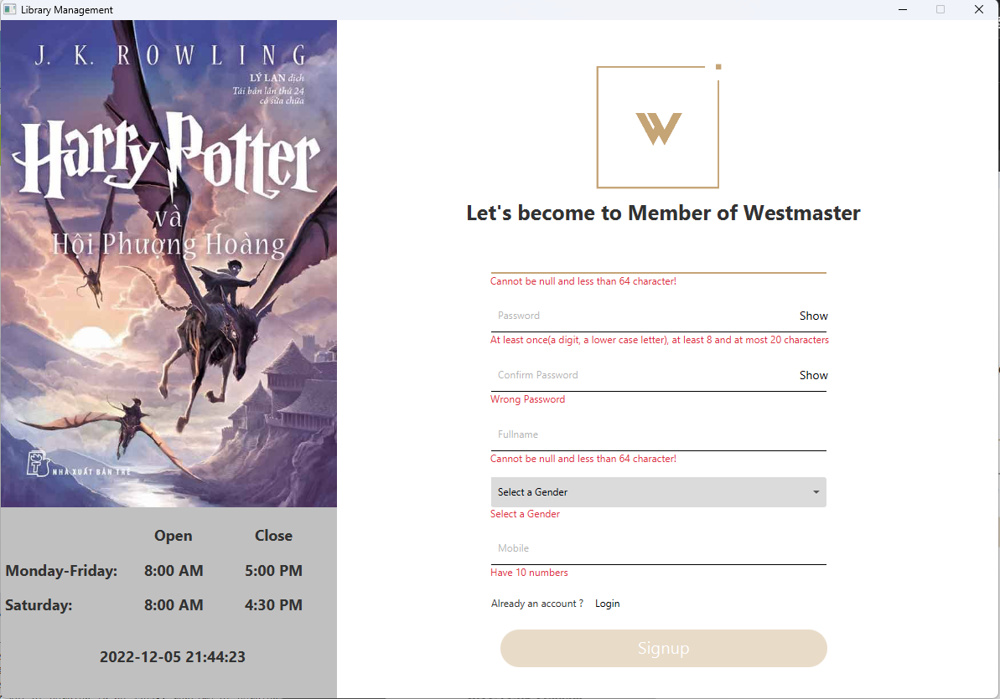 Library Management
J. K. ROWLING
LÝ LAN dịch
Tái bản lần thứ 24
có sửa chữa
Harry Potter
và
Hội Phượng Hoàng
NHÀ XUẤT BẢN TRẺ
Open Close
Monday-Friday: 8:00 AM 5:00 PM
Saturday: 8:00 AM 4:30 PM
2022-12-05 21:44:23
W
Let's become to Member of Westmaster
Cannot be null and less than 64 character!
Password Show
At least once(a digit, a lower case letter), at least 8 and at most 20 characters
Confirm Password Show
Wrong Password
Fullname
Cannot be null and less than 64 character!
Select a Gender
Select a Gender
Mobile
Have 10 numbers
Already an account ? Login
Signup